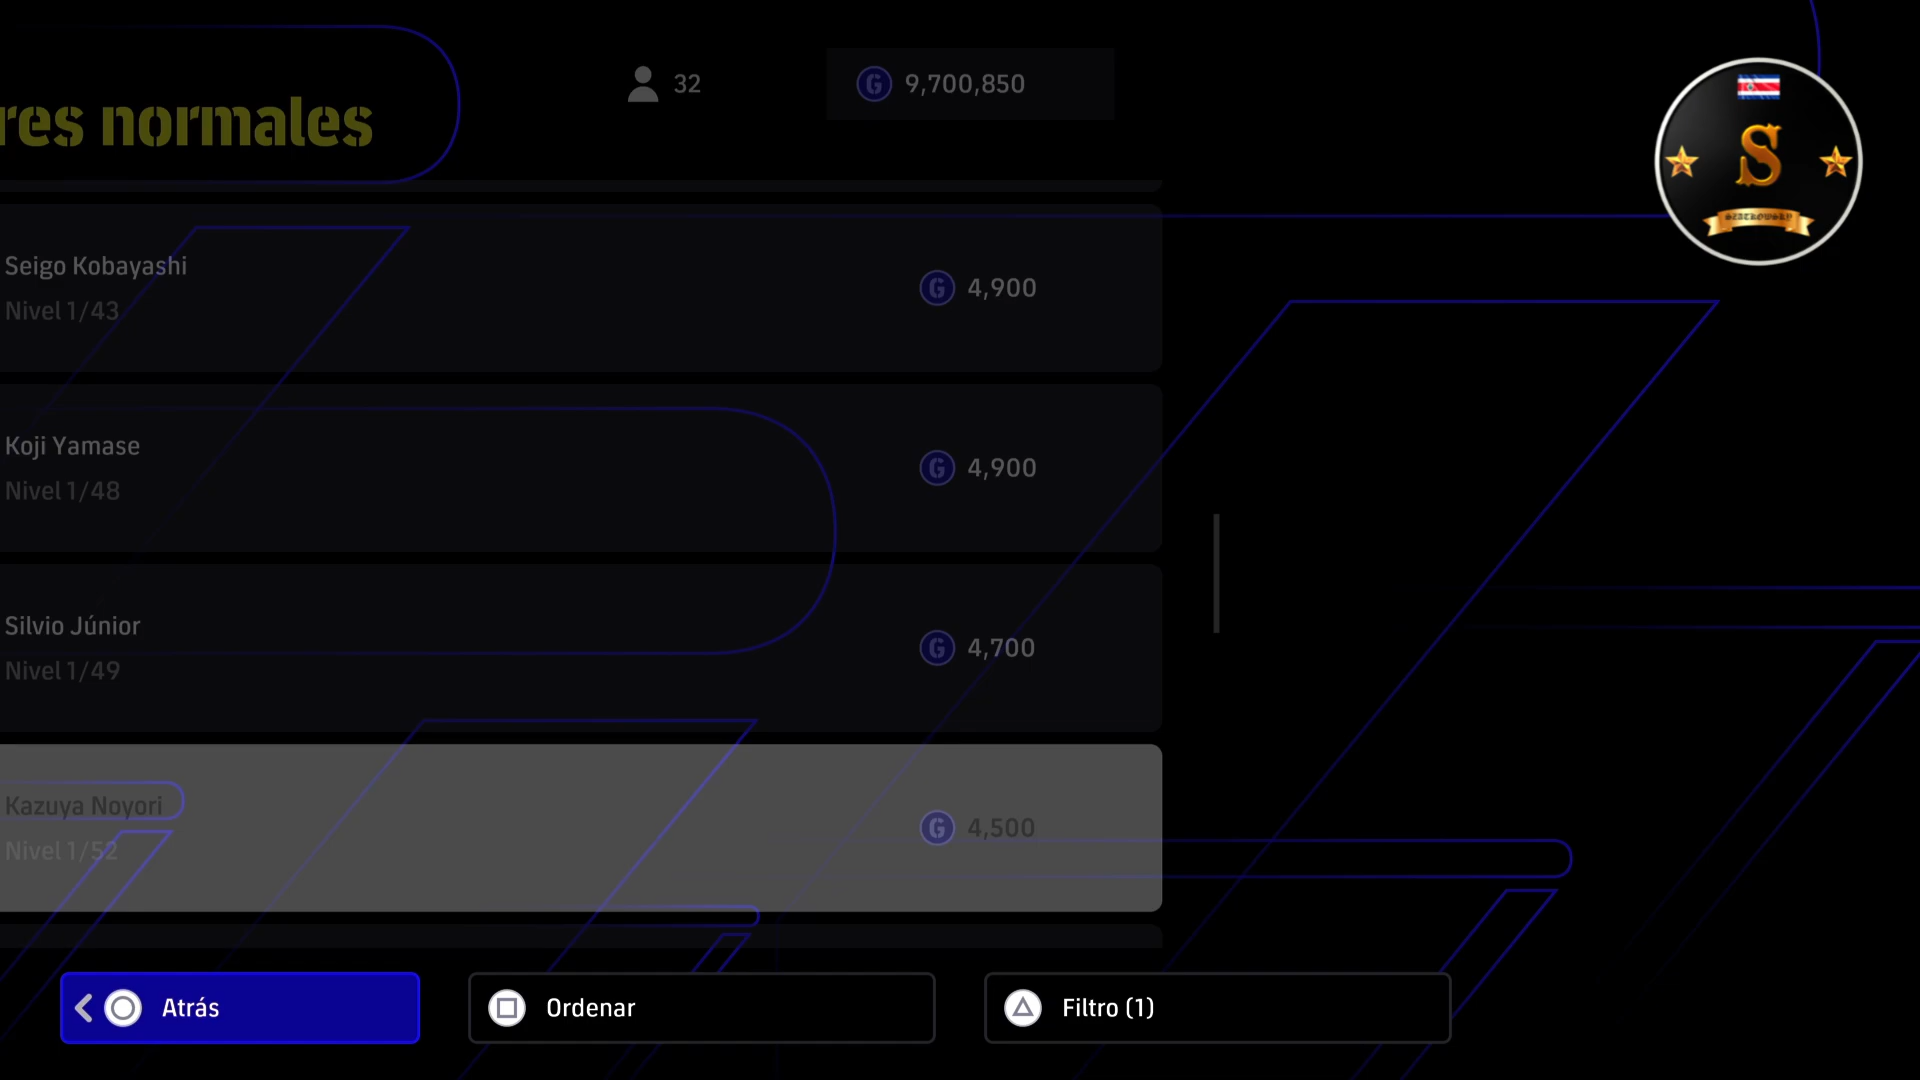 res normales
32
G 9,700,850
S
SZATKOWSKY
Seigo Kobayashi
Nivel 1/43
G 4,900
Koji Yamase
Nivel 1/48
G 4,900
Silvio Júnior
Nivel 1/49
G 4,700
Kazuya Noyori
Nivel 1/52
G 4,500
Atrás
Ordenar
Filtro (1)